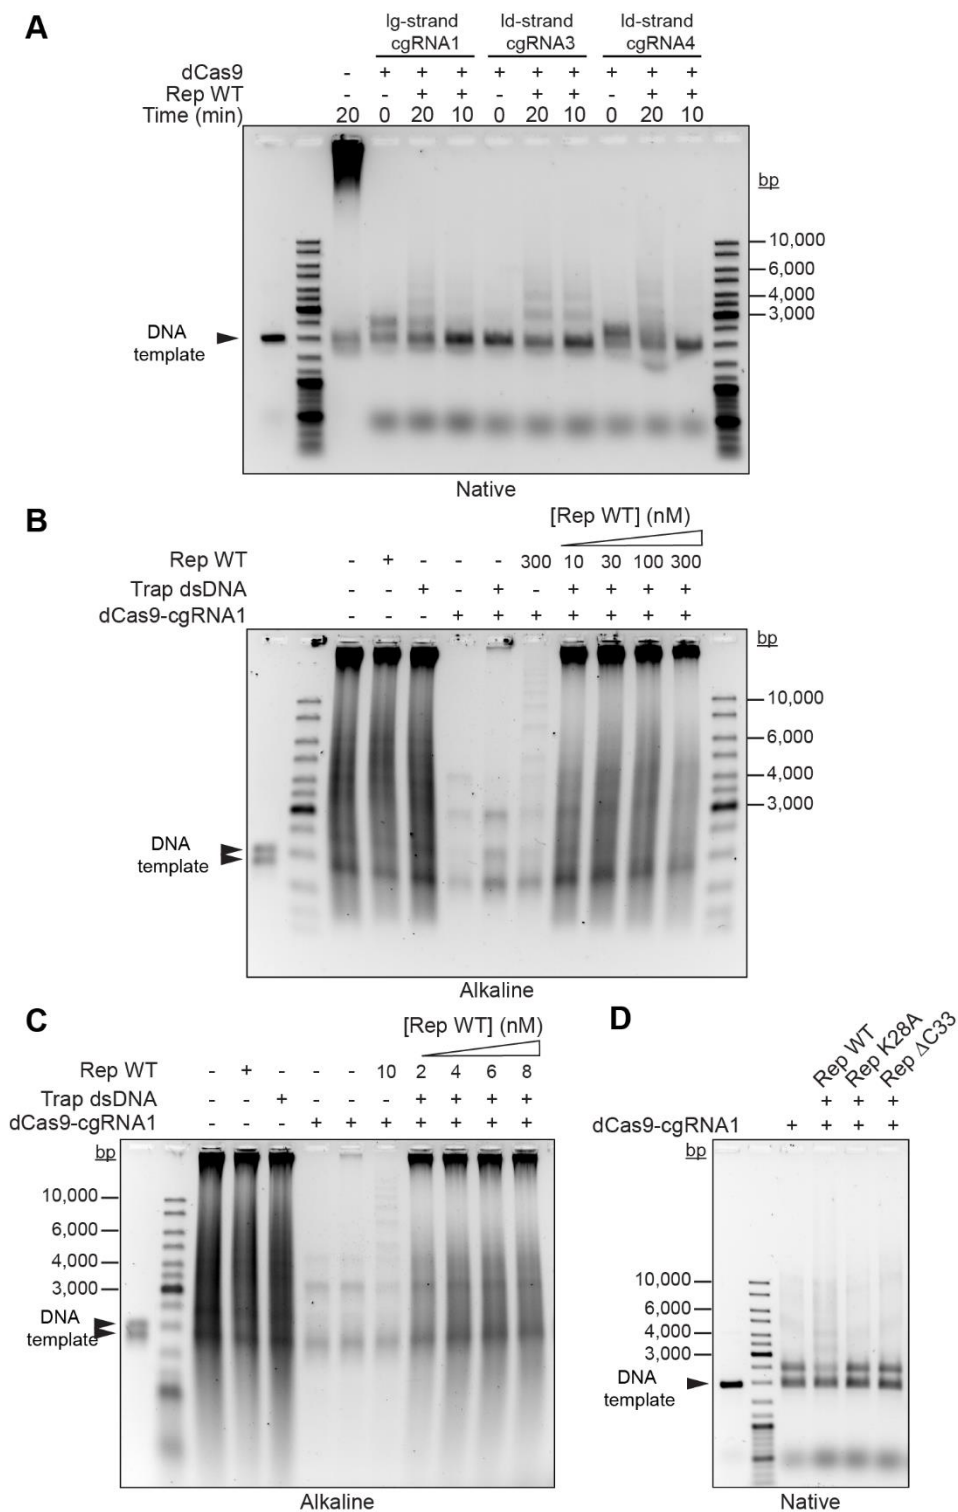 A
lg-strand ld-strand ld-strand
cgRNA1 cgRNA3 cgRNA4
dCas9 - + + + + + + + + +
Rep WT - + + - + + - + +
Time (min) 20 0 20 10 0 20 10 0 20 10
bp
10,000
6,000
4,000
3,000
DNA
template
Native
B
[Rep WT] (nM)
Rep WT - + - - - 300 10 30 100 300
Trap dsDNA - - + - + - + + + +
dCas9-cgRNA1 - - - + + + + + + +
bp
10,000
6,000
4,000
3,000
DNA
template
Alkaline
C
[Rep WT] (nM)
Rep WT - + - - - 10 2 4 6 8
Trap dsDNA - - + - - - + + + +
dCas9-cgRNA1 - - - + + + + + + +
bp
10,000
6,000
4,000
3,000
DNA
template
Alkaline
D
Rep WT
Rep K28A
Rep ΔC33
+ + +
dCas9-cgRNA1 + + + +
bp
10,000
6,000
4,000
3,000
DNA
template
Native